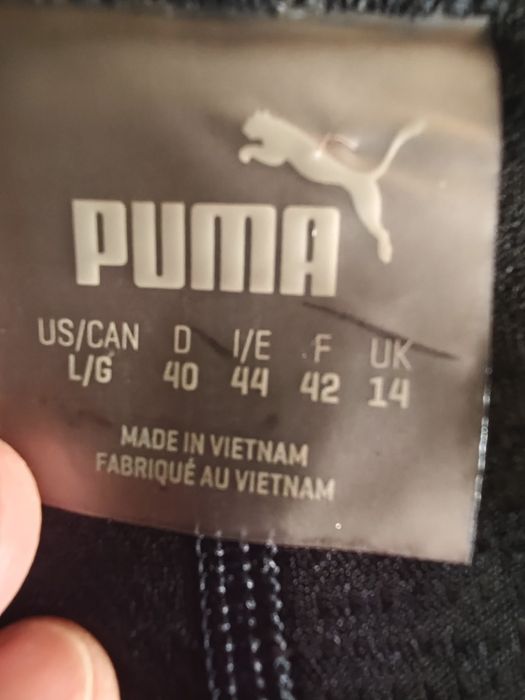 PUMA
US/CAN D I/E F UK
L/G 40 44 42 14
MADE IN VIETNAM
FABRIQUÉ AU VIETNAM